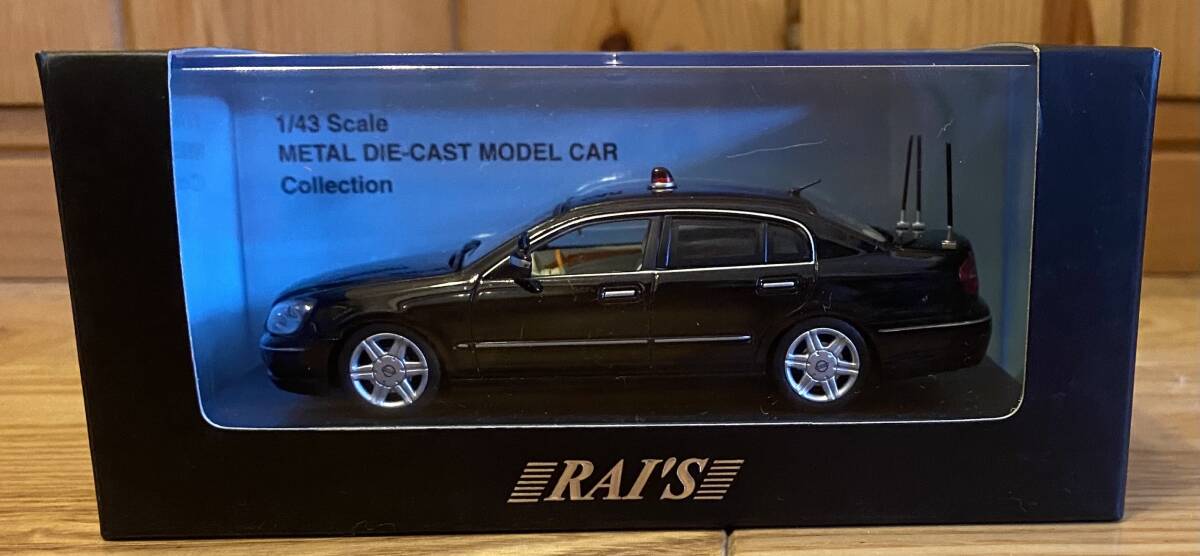 1/43 Scale
METAL DIE-CAST MODEL CAR
Collection
RAI'S